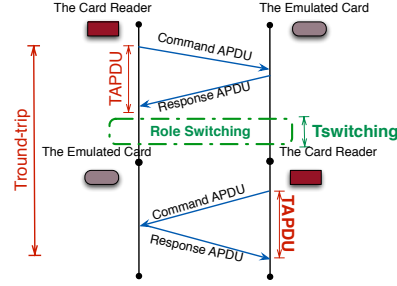 The Card Reader
The Emulated Card
Command APDU
TAPDU
Response APDU
Role Switching
Tswitching
Tround-trip
The Emulated Card
The Card Reader
Command APDU
TAPDU
Response APDU